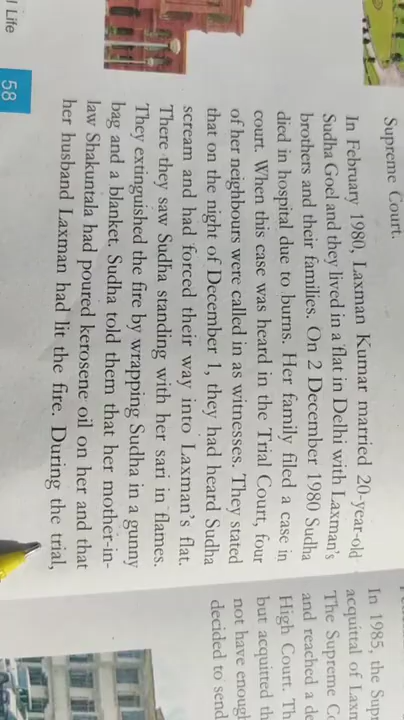 Supreme Court.
In February 1980, Laxman Kumar married 20-year-old
Sudha Goel and they lived in a flat in Delhi with Laxman's
brothers and their families. On 2 December 1980 Sudha
died in hospital due to burns. Her family filed a case in
court. When this case was heard in the Trial Court, four
of her neighbours were called in as witnesses. They stated
that on the night of December 1, they had heard Sudha
scream and had forced their way into Laxman's flat.
There they saw Sudha standing with her sari in flames.
They extinguished the fire by wrapping Sudha in a gunny
bag and a blanket. Sudha told them that her mother-in-
law Shakuntala had poured kerosene oil on her and that
her husband Laxman had lit the fire. During the trial,
58
l Life
In 1985, the Sup
acquittal of Laxm
The Supreme C
and reached a de
High Court. Th
but acquitted th
not have enough
decided to send